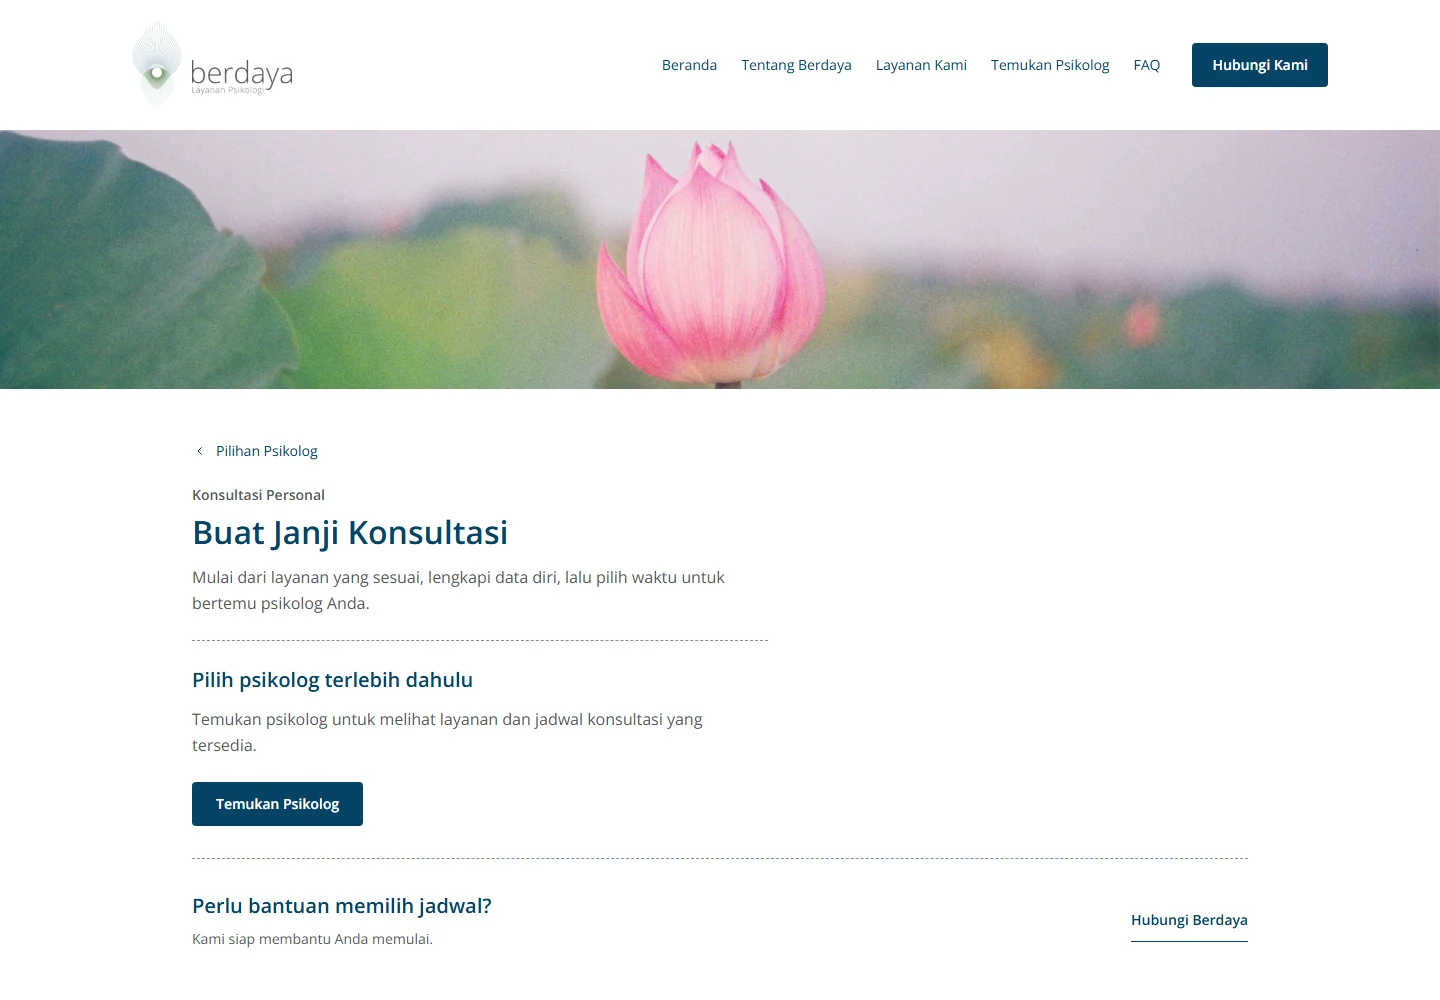 berdaya
Layanan Psikologi
Beranda
Tentang Berdaya
Layanan Kami
Temukan Psikolog
FAQ
Hubungi Kami
Pilihan Psikolog
Konsultasi Personal
Buat Janji Konsultasi
Mulai dari layanan yang sesuai, lengkapi data diri, lalu pilih waktu untuk
bertemu psikolog Anda.
Pilih psikolog terlebih dahulu
Temukan psikolog untuk melihat layanan dan jadwal konsultasi yang
tersedia.
Temukan Psikolog
Perlu bantuan memilih jadwal?
Kami siap membantu Anda memulai.
Hubungi Berdaya